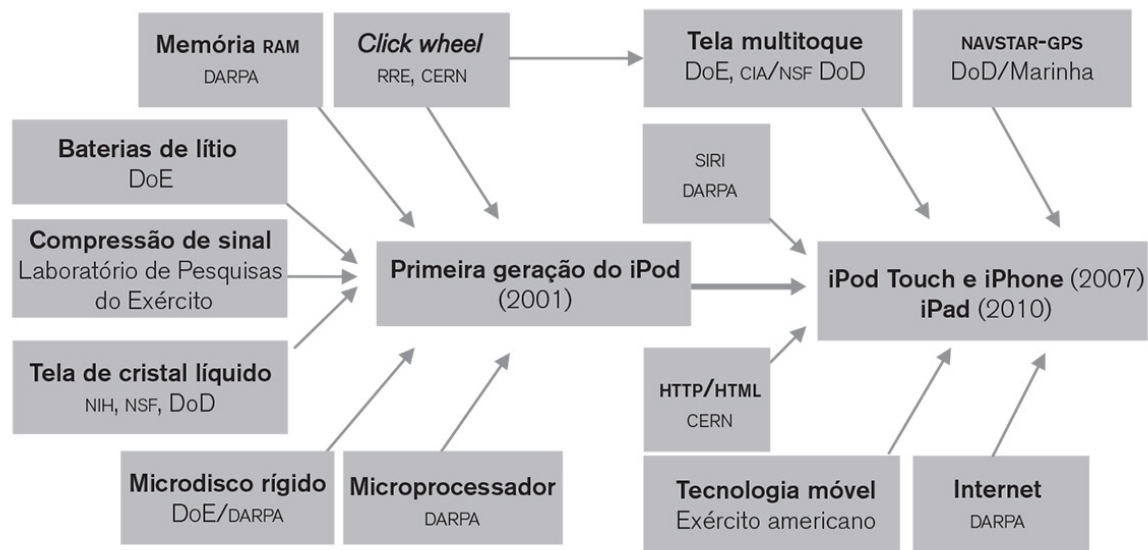 Memória RAM
DARPA
Click wheel
RRE, CERN
Tela multitoque
DoE, CIA/NSF DoD
NAVSTAR-GPS
DoD/Marinha
Baterias de lítio
DoE
SIRI
DARPA
Compressão de sinal
Laboratório de Pesquisas
do Exército
Primeira geração do iPod
(2001)
iPod Touch e iPhone (2007)
iPad (2010)
Tela de cristal líquido
NIH, NSF, DoD
HTTP/HTML
CERN
Microdisco rígido
DoE/DARPA
Microprocessador
DARPA
Tecnologia móvel
Exército americano
Internet
DARPA